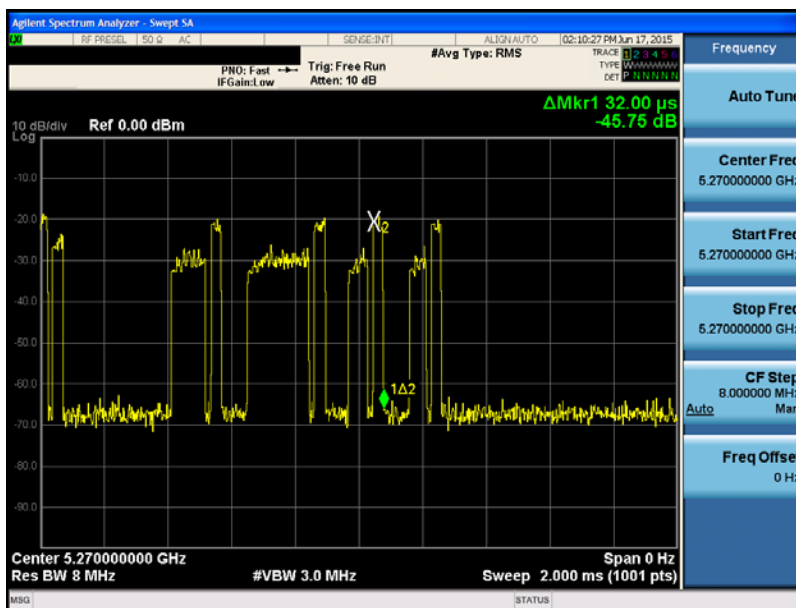 Agilent Spectrum Analyzer - Swept SA
RF PRESEL 50 Ω AC SENSE:INT ALIGN AUTO 02:10:27 PM Jun 17, 2015
#Avg Type: RMS
TRACE 1 2 3 4 5 6
TYPE
DET P N N N N N
PNO: Fast
IFGain:Low
Trig: Free Run
Atten: 10 dB
ΔMkr1 32.00 µs
-45.75 dB
10 dB/div Ref 0.00 dBm
Log
-10.0
-20.0
-30.0
-40.0
-50.0
-60.0
-70.0
-80.0
-90.0
X2
1Δ2
Center 5.270000000 GHz Span 0 Hz
Res BW 8 MHz #VBW 3.0 MHz Sweep 2.000 ms (1001 pts)
MSG STATUS
Frequency
Auto Tune
Center Freq
5.270000000 GHz
Start Freq
5.270000000 GHz
Stop Freq
5.270000000 GHz
CF Step
8.000000 MHz
Auto Man
Freq Offset
0 Hz